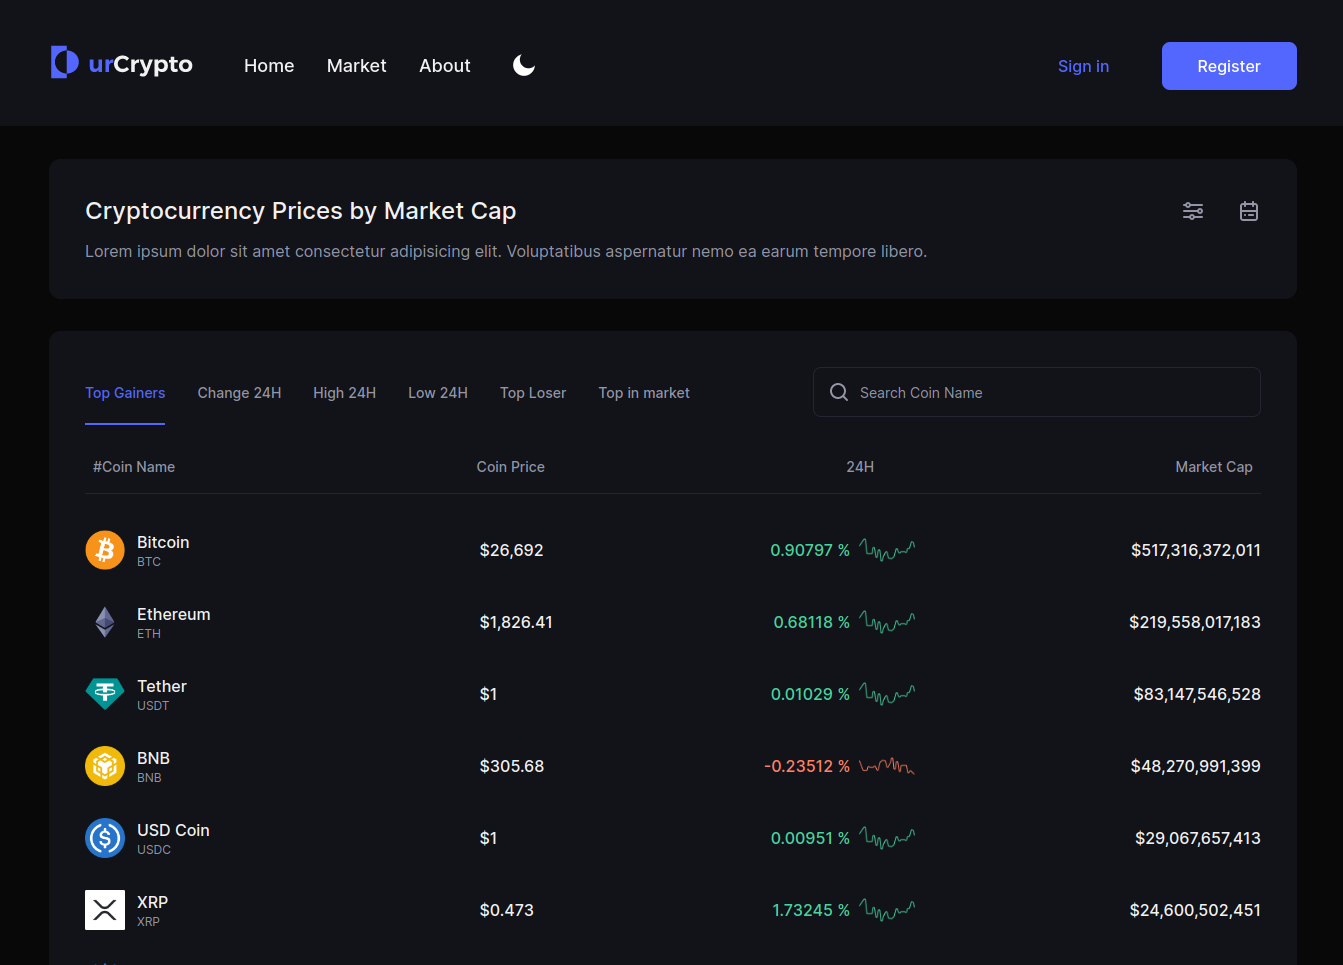 urCrypto Home Market About Sign in Register
Cryptocurrency Prices by Market Cap
Lorem ipsum dolor sit amet consectetur adipisicing elit. Voluptatibus aspernatur nemo ea earum tempore libero.
Top Gainers Change 24H High 24H Low 24H Top Loser Top in market Search Coin Name
#Coin Name Coin Price 24H Market Cap
Bitcoin
BTC
$26,692 0.90797 % $517,316,372,011
Ethereum
ETH
$1,826.41 0.68118 % $219,558,017,183
Tether
USDT
$1 0.01029 % $83,147,546,528
BNB
BNB
$305.68 -0.23512 % $48,270,991,399
USD Coin
USDC
$1 0.00951 % $29,067,657,413
XRP
XRP
$0.473 1.73245 % $24,600,502,451